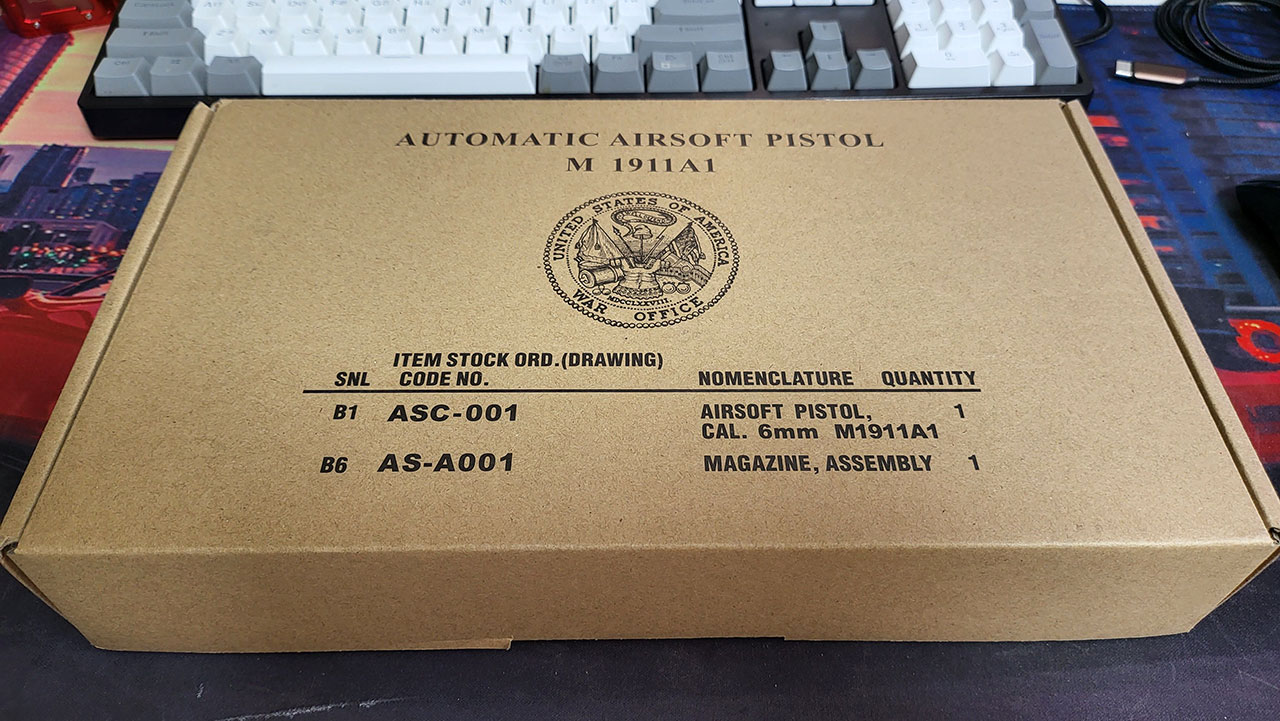 AUTOMATIC AIRSOFT PISTOL
M 1911A1
UNITED STATES OF AMERICA
MDCCLXXVIII
WAR OFFICE
ITEM STOCK ORD.(DRAWING)
SNL CODE NO. NOMENCLATURE QUANTITY
B1 ASC-001 AIRSOFT PISTOL, 1
CAL. 6mm M1911A1
B6 AS-A001 MAGAZINE, ASSEMBLY 1